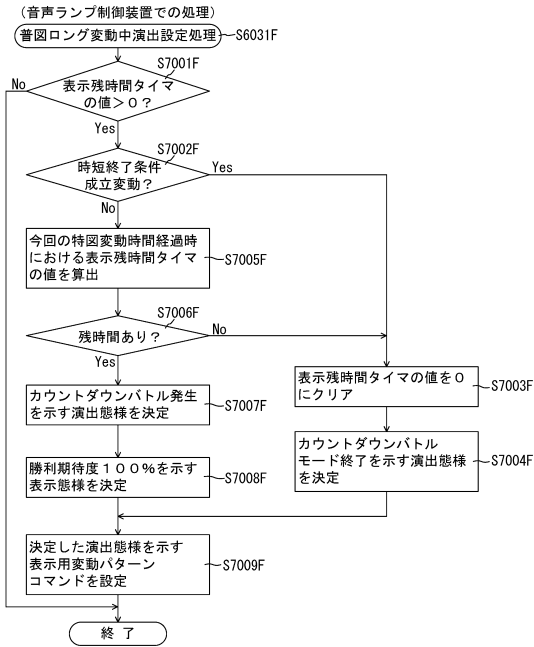 （音声ランプ制御装置での処理）
普図ロング変動中演出設定処理
S6031F
S7001F
表示残時間タイマ
の値＞０？
No
Yes
S7002F
時短終了条件
成立変動？
Yes
No
今回の特図変動時間経過時
における表示残時間タイマ
の値を算出
S7005F
S7006F
残時間あり？
No
Yes
表示残時間タイマの値を０
にクリア
S7003F
カウントダウンバトル発生
を示す演出態様を決定
S7007F
カウントダウンバトル
モード終了を示す演出態様
を決定
S7004F
勝利期待度１００％を示す
表示態様を決定
S7008F
決定した演出態様を示す
表示用変動パターン
コマンドを設定
S7009F
終 了